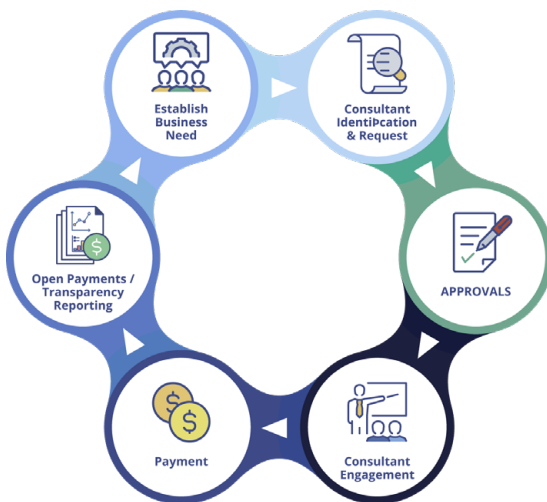 Establish
Business
Need
Consultant
IdentiÞcation
& Request
APPROVALS
Consultant
Engagement
$
$
Payment
$
Open Payments /
Transparency
Reporting